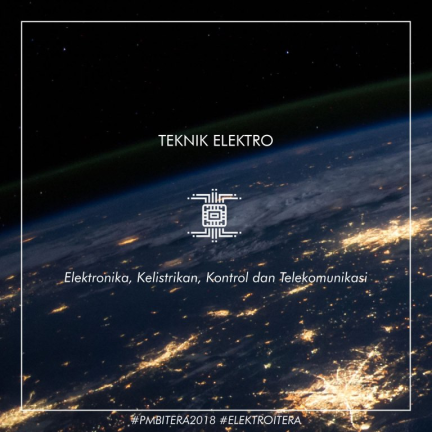 TEKNIK ELEKTRO
Elektronika, Kelistrikan, Kontrol dan Telekomunikasi
#PMBITERA2018 #ELEKTROITERA